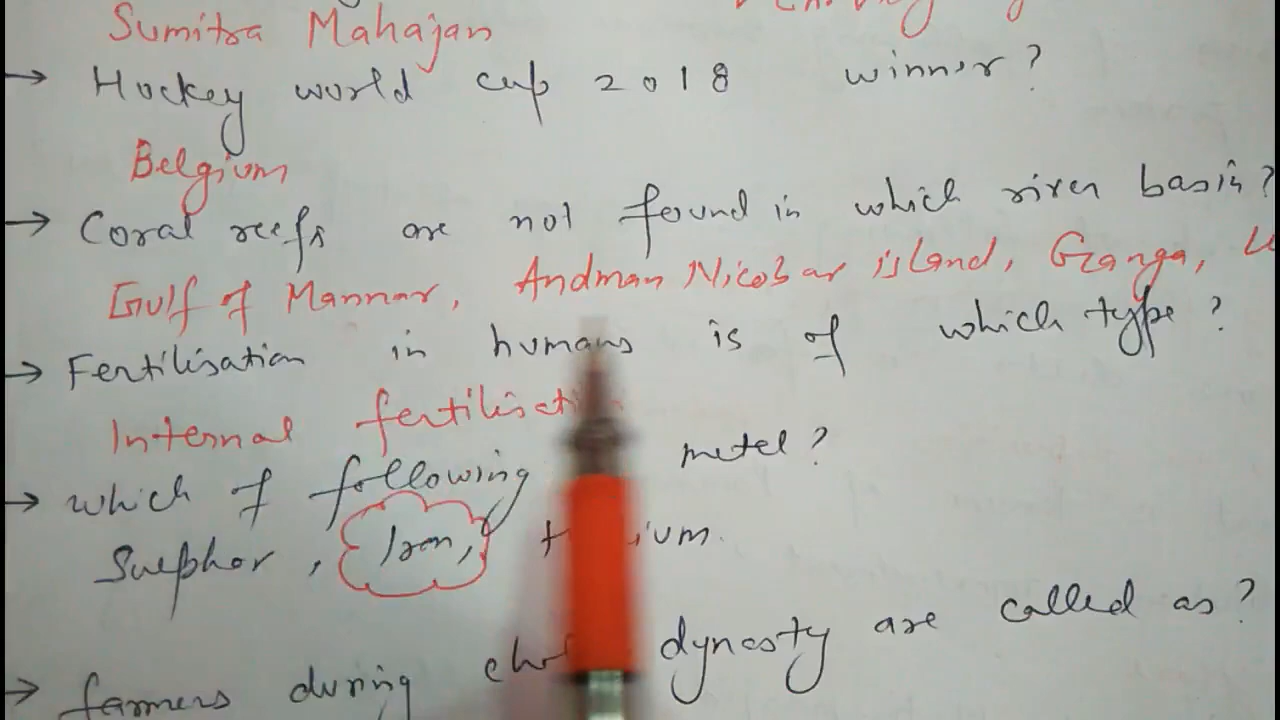 Sumitra Mahajan
→ Hockey world cup 2018 winner?
Belgium
→ Coral reefs are not found in which river basin?
Gulf of Mannar, Andman Nicobar island, Ganga,
→ Fertilisation in humans is of which type?
Internal
→ which of following metel?
Sulphor, Iron,
→ farmers during dynasty are called as?